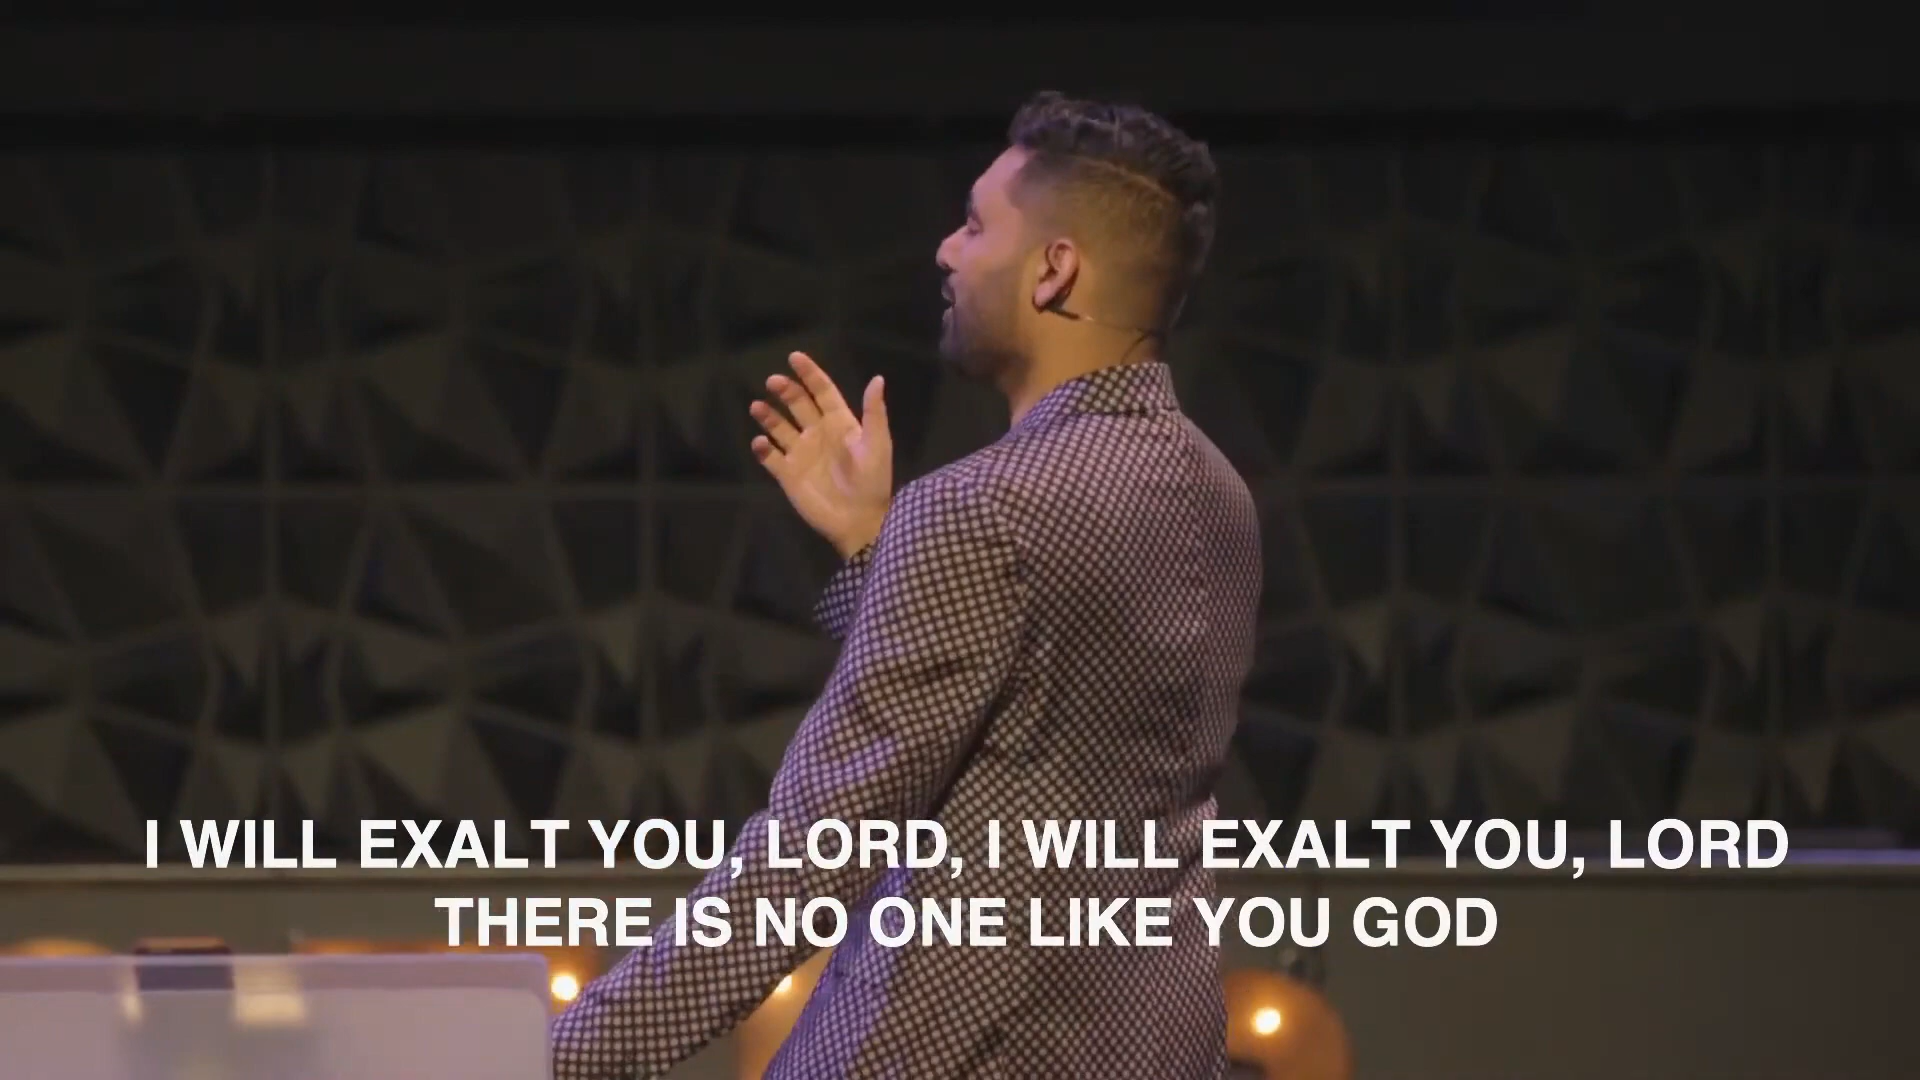 I WILL EXALT YOU, LORD, I WILL EXALT YOU, LORD
THERE IS NO ONE LIKE YOU GOD